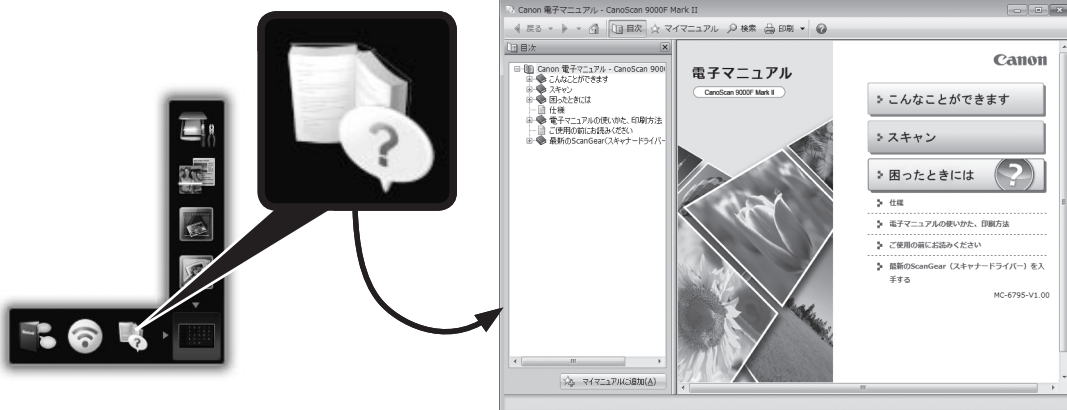 Canon 電子マニュアル - CanoScan 9000F Mark II
戻る
目次
マイマニュアル
検索
印刷
目次
Canon 電子マニュアル - CanoScan 900
こんなことができます
スキャン
困ったときには
仕様
電子マニュアルの使いかた、印刷方法
ご使用の前にお読みください
最新のScanGear(スキャナードライバー
マイマニュアルに追加(A)
電子マニュアル
CanoScan 9000F Mark II
Canon
こんなことができます
スキャン
困ったときには
?
仕様
電子マニュアルの使いかた、印刷方法
ご使用の前にお読みください
最新のScanGear(スキャナードライバー)を入
手する
MC-6795-V1.00
?